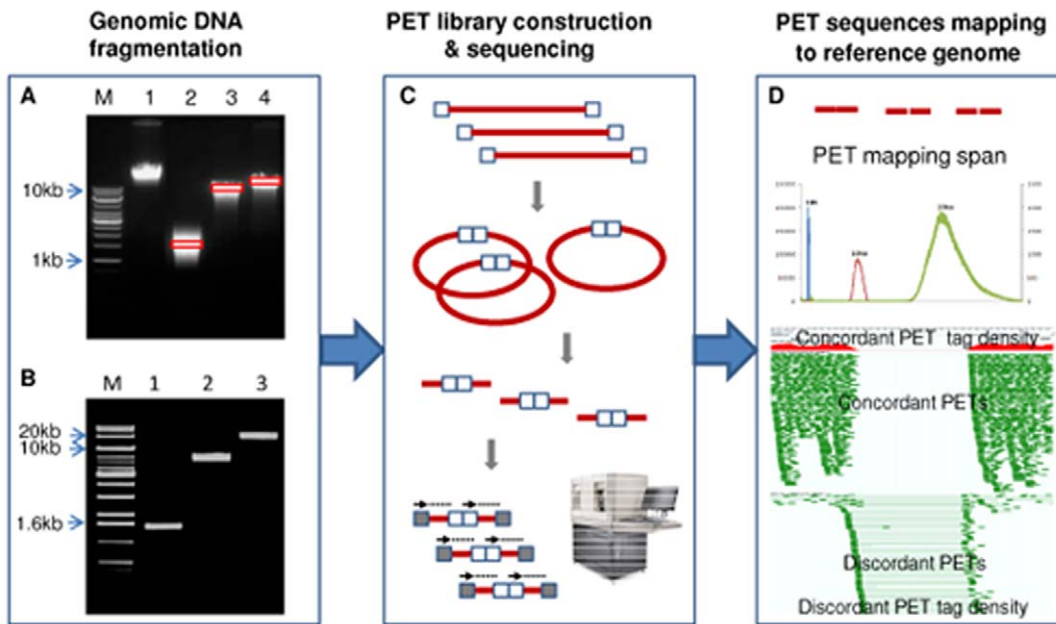 Genomic DNA
fragmentation
PET library construction
& sequencing
PET sequences mapping
to reference genome
A
M 1 2 3 4
10kb
1kb
B
M 1 2 3
20kb
10kb
1.6kb
C
D
PET mapping span
Concordant PET tag density
Concordant PETs
Discordant PETs
Discordant PET tag density